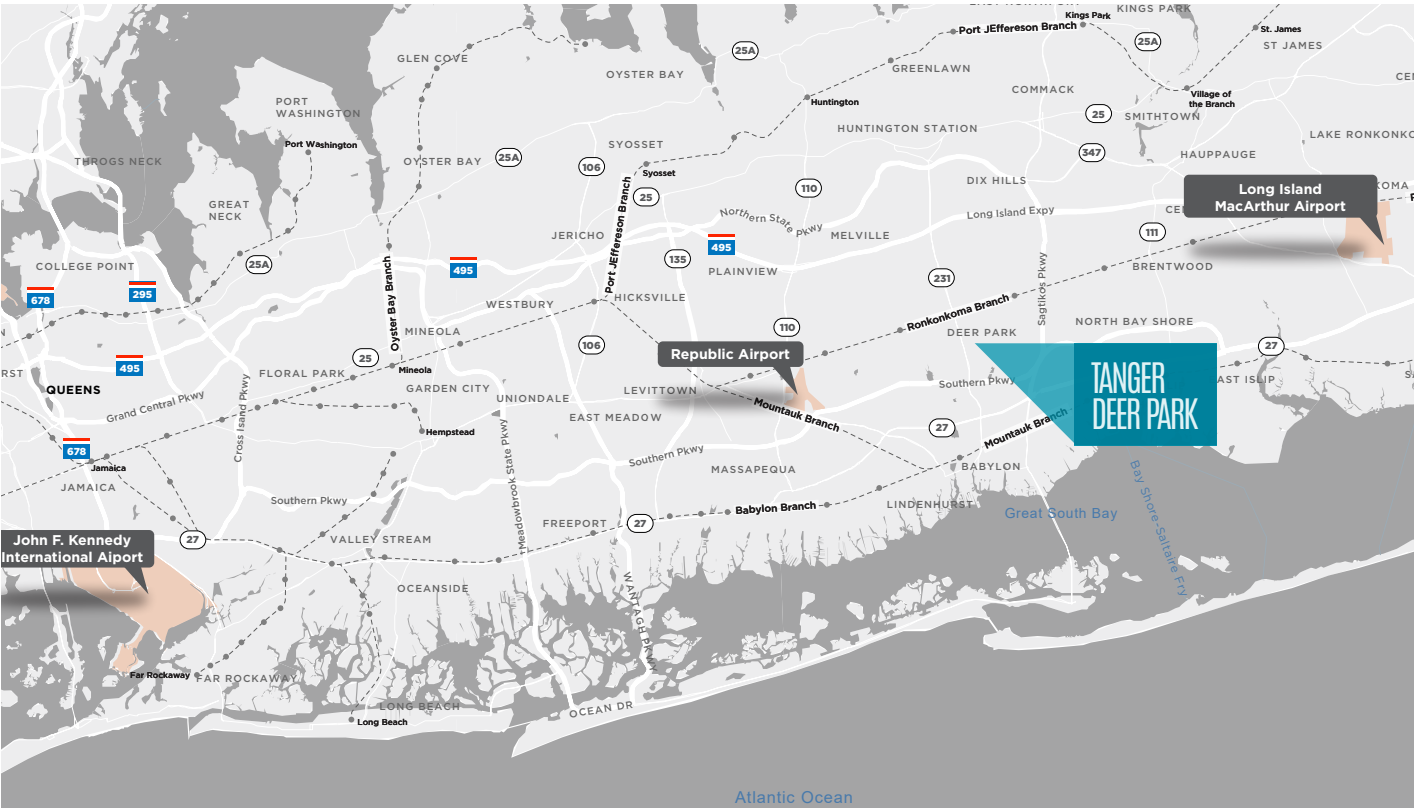 KINGS PARK
Kings Park
Port JEffereson Branch
St. James
25A
ST JAMES
25A
GLEN COVE
OYSTER BAY
GREENLAWN
COMMACK
PORT
WASHINGTON
Huntington
Village of
the Branch
25
SMITHTOWN
HUNTINGTON STATION
LAKE RONKONKO
Port Washington
SYOSSET
THROGS NECK
OYSTER BAY
25A
106
347
HAUPPAUGE
Syosset
DIX HILLS
110
Long Island
MacArthur Airport
KOMA
25
GREAT
NECK
Port JEffereson Branch
Northern State Pkwy
Long Island Expy
JERICHO
MELVILLE
111
495
135
COLLEGE POINT
25A
495
PLAINVIEW
BRENTWOOD
678
295
Oyster Bay Branch
231
Sagtikos Pkwy
WESTBURY
HICKSVILLE
Ronkonkoma Branch
MINEOLA
110
DEER PARK
NORTH BAY SHORE
106
27
495
25
Republic Airport
RST
FLORAL PARK
Mineola
QUEENS
GARDEN CITY
LEVITTOWN
Southern Pkwy
TANGER
DEER PARK
AST ISLIP
Grand Central Pkwy
UNIONDALE
Mountauk Branch
Cross Island Pkwy
EAST MEADOW
Hempstead
27
Mountauk Branch
678
Southern Pkwy
Jamaica
MASSAPEQUA
BABYLON
JAMAICA
Meadowbrook State Pkwy
Bay Shore-Saltaire Fry
Southern Pkwy
Babylon Branch
LINDENHURST
Great South Bay
FREEPORT
27
John F. Kennedy
International Aiport
27
VALLEY STREAM
OCEANSIDE
WANTAGH PKWY
Far Rockaway
FAR ROCKAWAY
LONG BEACH
Long Beach
OCEAN DR
Atlantic Ocean